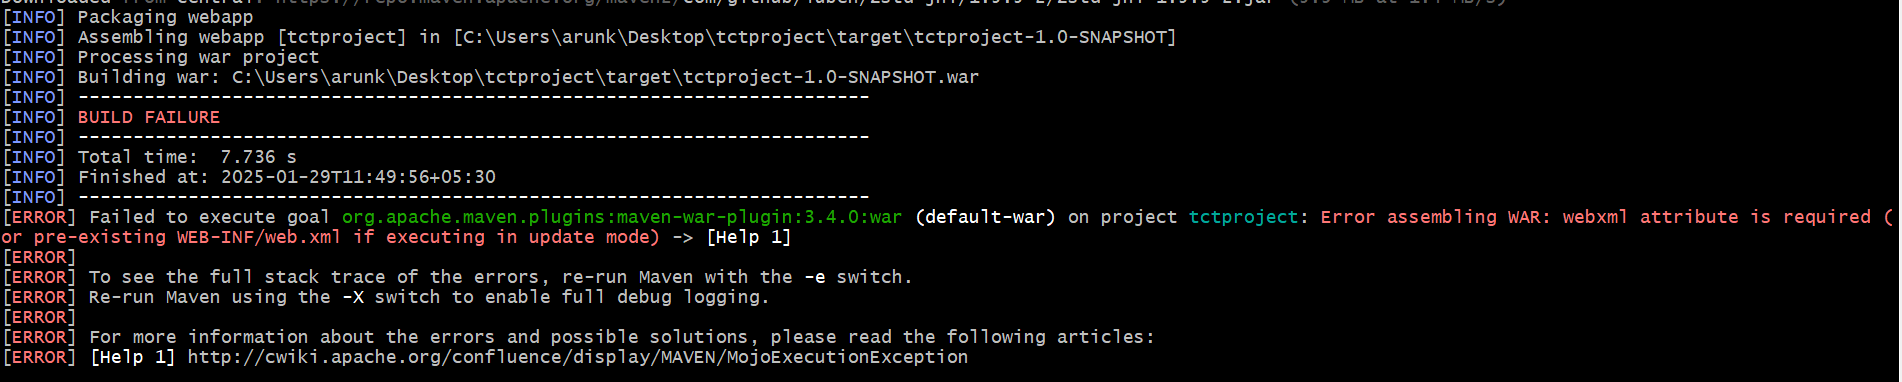 [INFO] Packaging webapp
[INFO] Assembling webapp [tctproject] in [C:\Users\arunk\Desktop\tctproject\target\tctproject-1.0-SNAPSHOT]
[INFO] Processing war project
[INFO] Building war: C:\Users\arunk\Desktop\tctproject\target\tctproject-1.0-SNAPSHOT.war
[INFO] ------------------------------------------------------------------------
[INFO] BUILD FAILURE
[INFO] ------------------------------------------------------------------------
[INFO] Total time:  7.736 s
[INFO] Finished at: 2025-01-29T11:49:56+05:30
[INFO] ------------------------------------------------------------------------
[ERROR] Failed to execute goal org.apache.maven.plugins:maven-war-plugin:3.4.0:war (default-war) on project tctproject: Error assembling WAR: webxml attribute is required (
or pre-existing WEB-INF/web.xml if executing in update mode) -> [Help 1]
[ERROR]
[ERROR] To see the full stack trace of the errors, re-run Maven with the -e switch.
[ERROR] Re-run Maven using the -X switch to enable full debug logging.
[ERROR]
[ERROR] For more information about the errors and possible solutions, please read the following articles:
[ERROR] [Help 1] http://cwiki.apache.org/confluence/display/MAVEN/MojoExecutionException